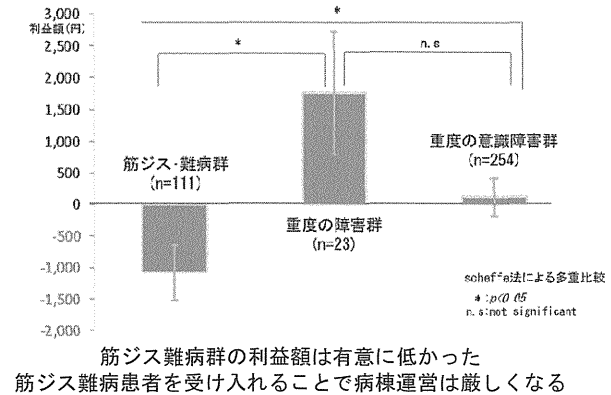 3,000
利益額(円)
2,500
2,000
1,500
1,000
500
0
-500
-1,000
-1,500
-2,000
*
*
n.s
筋ジス・難病群
(n=111)
重度の障害群
(n=23)
重度の意識障害群
(n=254)
scheffe法による多重比較
*:p<0.05
n.s:not significant
筋ジス難病群の利益額は有意に低かった
筋ジス難病患者を受け入れることで病棟運営は厳しくなる